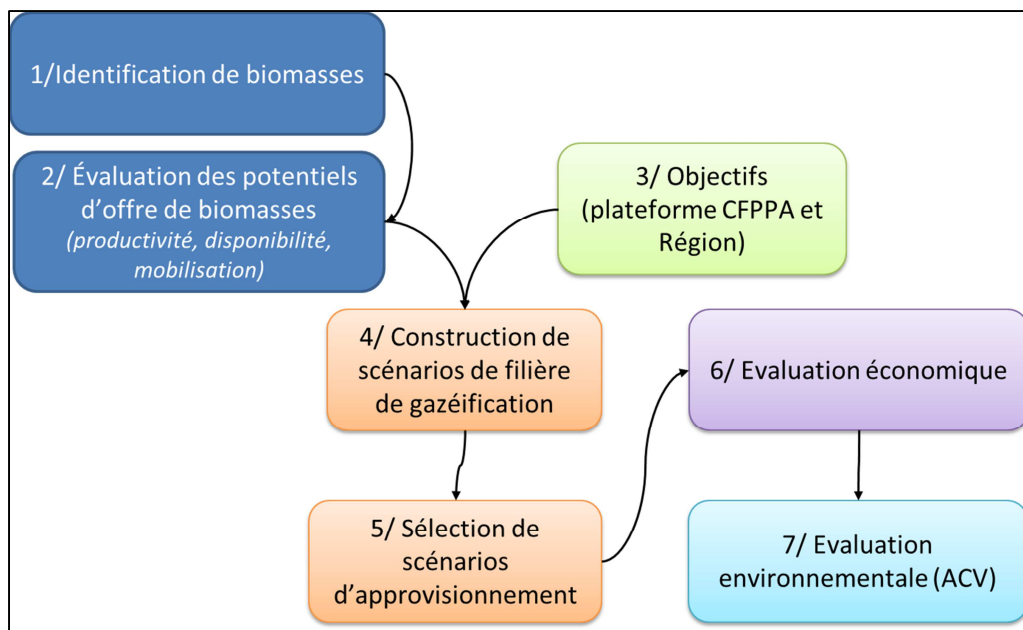 1/Identification de biomasses
2/ Évaluation des potentiels
d’offre de biomasses
(productivité, disponibilité,
mobilisation)
3/ Objectifs
(plateforme CFPPA et
Région)
4/ Construction de
scénarios de filière
de gazéification
5/ Sélection de
scénarios
d’approvisionnement
6/ Evaluation économique
7/ Evaluation
environnementale (ACV)